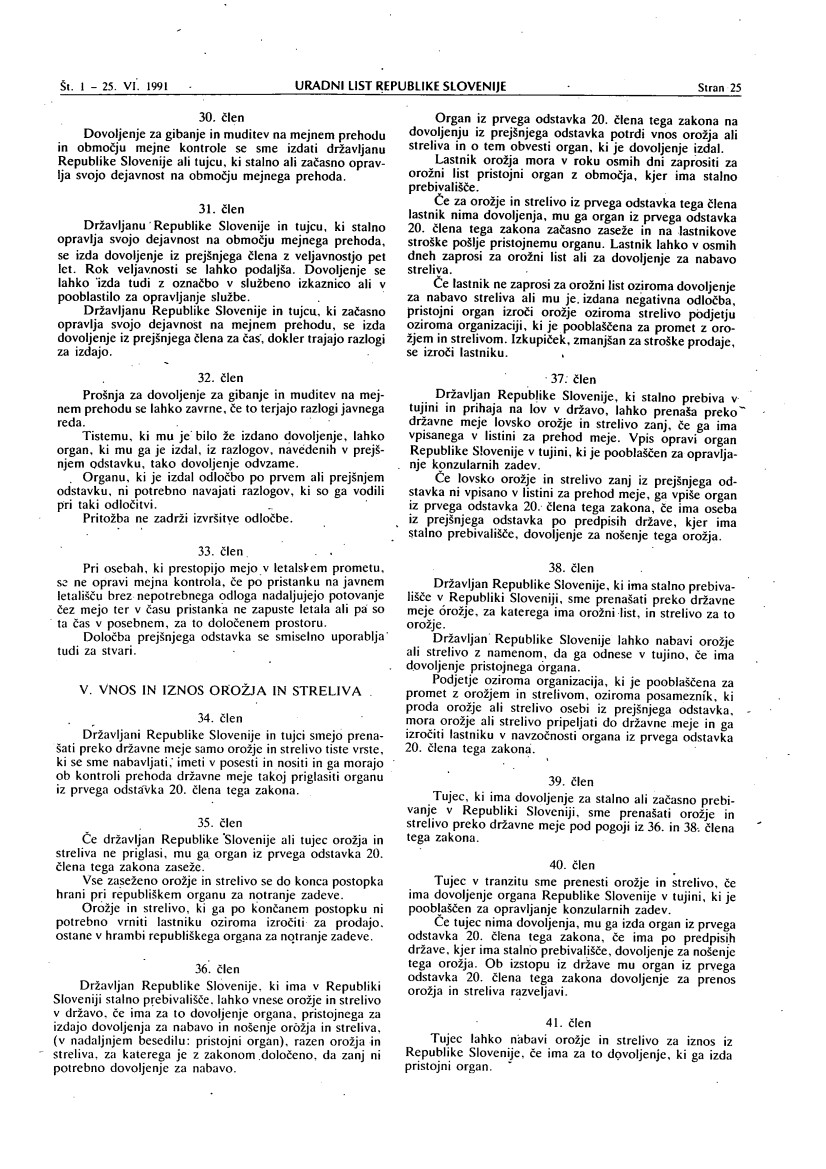 Št. 1 – 25. VI. 1991
URADNI LIST REPUBLIKE SLOVENIJE
Stran 25
30. člen
Dovoljenje za gibanje in muditev na mejnem prehodu
in območju mejne kontrole se sme izdati državljanu
Republike Slovenije ali tujcu, ki stalno ali začasno oprav-
lja svojo dejavnost na območju mejnega prehoda.
31. člen
Državljanu Republike Slovenije in tujcu, ki stalno
opravlja svojo dejavnost na območju mejnega prehoda,
se izda dovoljenje iz prejšnjega člena z veljavnostjo pet
let. Rok veljavnosti se lahko podaljša. Dovoljenje se
lahko izda tudi z označbo v službeno izkaznico ali v
pooblastilo za opravljanje službe.
Državljanu Republike Slovenije in tujcu, ki začasno
opravlja svojo dejavnost na mejnem prehodu, se izda
dovoljenje iz prejšnjega člena za čas, dokler trajajo razlogi
za izdajo.
32. člen
Prošnja za dovoljenje za gibanje in muditev na mej-
nem prehodu se lahko zavrne, če to terjajo razlogi javnega
reda.
Tistemu, ki mu je bilo že izdano dovoljenje, lahko
organ, ki mu ga je izdal, iz razlogov, navedenih v prejš-
njem odstavku, tako dovoljenje odvzame.
Organu, ki je izdal odločbo po prvem ali prejšnjem
odstavku, ni potrebno navajati razlogov, ki so ga vodili
pri taki odločitvi.
Pritožba ne zadrži izvršitve odločbe.
33. člen
Pri osebah, ki prestopijo mejo v letalskem prometu,
se ne opravi mejna kontrola, če po pristanku na javnem
letališču brez nepotrebnega odloga nadaljujejo potovanje
čez mejo ter v času pristanka ne zapuste letala ali pa so
ta čas v posebnem, za to določenem prostoru.
Določba prejšnjega odstavka se smiselno uporablja
tudi za stvari.
V. VNOS IN IZNOS OROŽJA IN STRELIVA
34. člen
Državljani Republike Slovenije in tujci smejo prena-
šati preko državne meje samo orožje in strelivo tiste vrste,
ki se sme nabavljati, imeti v posesti in nositi in ga morajo
ob kontroli prehoda državne meje takoj priglasiti organu
iz prvega odstavka 20. člena tega zakona.
35. člen
Če državljan Republike Slovenije ali tujec orožja in
streliva ne priglasi, mu ga organ iz prvega odstavka 20.
člena tega zakona zaseže.
Vse zaseženo orožje in strelivo se do konca postopka
hrani pri republiškem organu za notranje zadeve.
Orožje in strelivo, ki ga po končanem postopku ni
potrebno vrniti lastniku oziroma izročiti za prodajo,
ostane v hrambi republiškega organa za notranje zadeve.
36. člen
Državljan Republike Slovenije, ki ima v Republiki
Sloveniji stalno prebivališče, lahko vnese orožje in strelivo
v državo, če ima za to dovoljenje organa, pristojnega za
izdajo dovoljenja za nabavo in nošenje orožja in streliva,
(v nadaljnjem besedilu: pristojni organ), razen orožja in
streliva, za katerega je z zakonom določeno, da zanj ni
potrebno dovoljenje za nabavo.
Organ iz prvega odstavka 20. člena tega zakona na
dovoljenju iz prejšnjega odstavka potrdi vnos orožja ali
streliva in o tem obvesti organ, ki je dovoljenje izdal.
Lastnik orožja mora v roku osmih dni zaprositi za
orožni list pristojni organ z območja, kjer ima stalno
prebivališče.
Če za orožje in strelivo iz prvega odstavka tega člena
lastnik nima dovoljenja, mu ga organ iz prvega odstavka
20. člena tega zakona začasno zaseže in na lastnikove
stroške pošlje pristojnemu organu. Lastnik lahko v osmih
dneh zaprosi za orožni list ali za dovoljenje za nabavo
streliva.
Če lastnik ne zaprosi za orožni list oziroma dovoljenje
za nabavo streliva ali mu je izdana negativna odločba,
pristojni organ izroči orožje oziroma strelivo podjetju
oziroma organizaciji, ki je pooblaščena za promet z oro-
žjem in strelivom. Izkupiček, zmanjšan za stroške prodaje,
se izroči lastniku.
37. člen
Državljan Republike Slovenije, ki stalno prebiva v
tujini in prihaja na lov v državo, lahko prenaša preko
državne meje lovsko orožje in strelivo zanj, če ga ima
vpisanega v listini za prehod meje. Vpis opravi organ
Republike Slovenije v tujini, ki je pooblaščen za opravlja-
nje konzularnih zadev.
Če lovsko orožje in strelivo zanj iz prejšnjega od-
stavka ni vpisano v listini za prehod meje, ga vpiše organ
iz prvega odstavka 20. člena tega zakona, če ima oseba
iz prejšnjega odstavka po predpisih države, kjer ima
stalno prebivališče, dovoljenje za nošenje tega orožja.
38. člen
Državljan Republike Slovenije, ki ima stalno prebiva-
lišče v Republiki Sloveniji, sme prenašati preko državne
meje orožje, za katerega ima orožni list, in strelivo za to
orožje.
Državljan Republike Slovenije lahko nabavi orožje
ali strelivo z namenom, da ga odnese v tujino, če ima
dovoljenje pristojnega organa.
Podjetje oziroma organizacija, ki je pooblaščena za
promet z orožjem in strelivom, oziroma posameznik, ki
proda orožje ali strelivo osebi iz prejšnjega odstavka,
mora orožje ali strelivo pripeljati do državne meje in ga
izročiti lastniku v navzočnosti organa iz prvega odstavka
20. člena tega zakona.
39. člen
Tujec, ki ima dovoljenje za stalno ali začasno prebi-
vanje v Republiki Sloveniji, sme prenašati orožje in
strelivo preko državne meje pod pogoji iz 36. in 38. člena
tega zakona.
40. člen
Tujec v tranzitu sme prenesti orožje in strelivo, če
ima dovoljenje organa Republike Slovenije v tujini, ki je
pooblaščen za opravljanje konzularnih zadev.
Če tujec nima dovoljenja, mu ga izda organ iz prvega
odstavka 20. člena tega zakona, če ima po predpisih
države, kjer ima stalno prebivališče, dovoljenje za nošenje
tega orožja. Ob izstopu iz države mu organ iz prvega
odstavka 20. člena tega zakona dovoljenje za prenos
orožja in streliva razveljavi.
41. člen
Tujec lahko nabavi orožje in strelivo za iznos iz
Republike Slovenije, če ima za to dovoljenje, ki ga izda
pristojni organ.